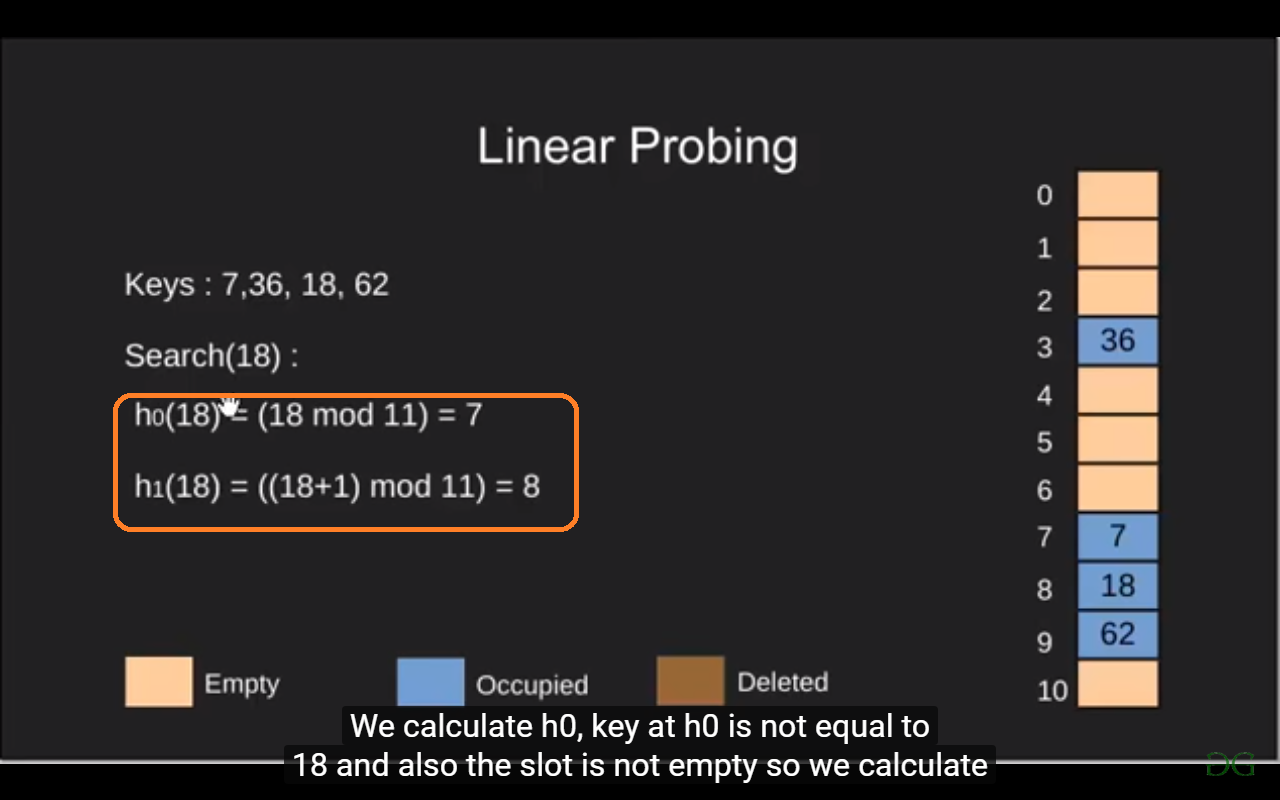 Linear Probing
Keys : 7,36, 18, 62
Search(18) :
h0(18) = (18 mod 11) = 7
h1(18) = ((18+1) mod 11) = 8
0
1
2
3 36
4
5
6
7 7
8 18
9 62
10
Empty Occupied Deleted
We calculate h0, key at h0 is not equal to
18 and also the slot is not empty so we calculate